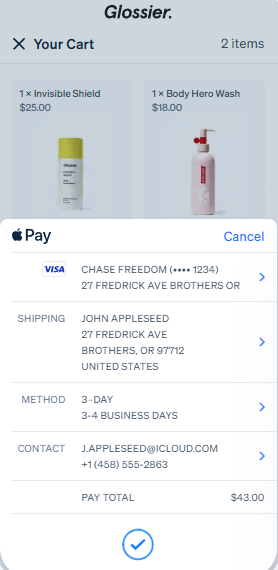 Glossier.
Your Cart
2 items
1 × Invisible Shield
$25.00
1 × Body Hero Wash
$18.00
Glossier.
Pay
Cancel
VISA
CHASE FREEDOM (•••• 1234)
27 FREDRICK AVE BROTHERS OR
SHIPPING
JOHN APPLESEED
27 FREDRICK AVE
BROTHERS, OR 97712
UNITED STATES
METHOD
3-DAY
3-4 BUSINESS DAYS
CONTACT
J.APPLESEED@ICLOUD.COM
+1 (458) 555-2863
PAY TOTAL
$43.00